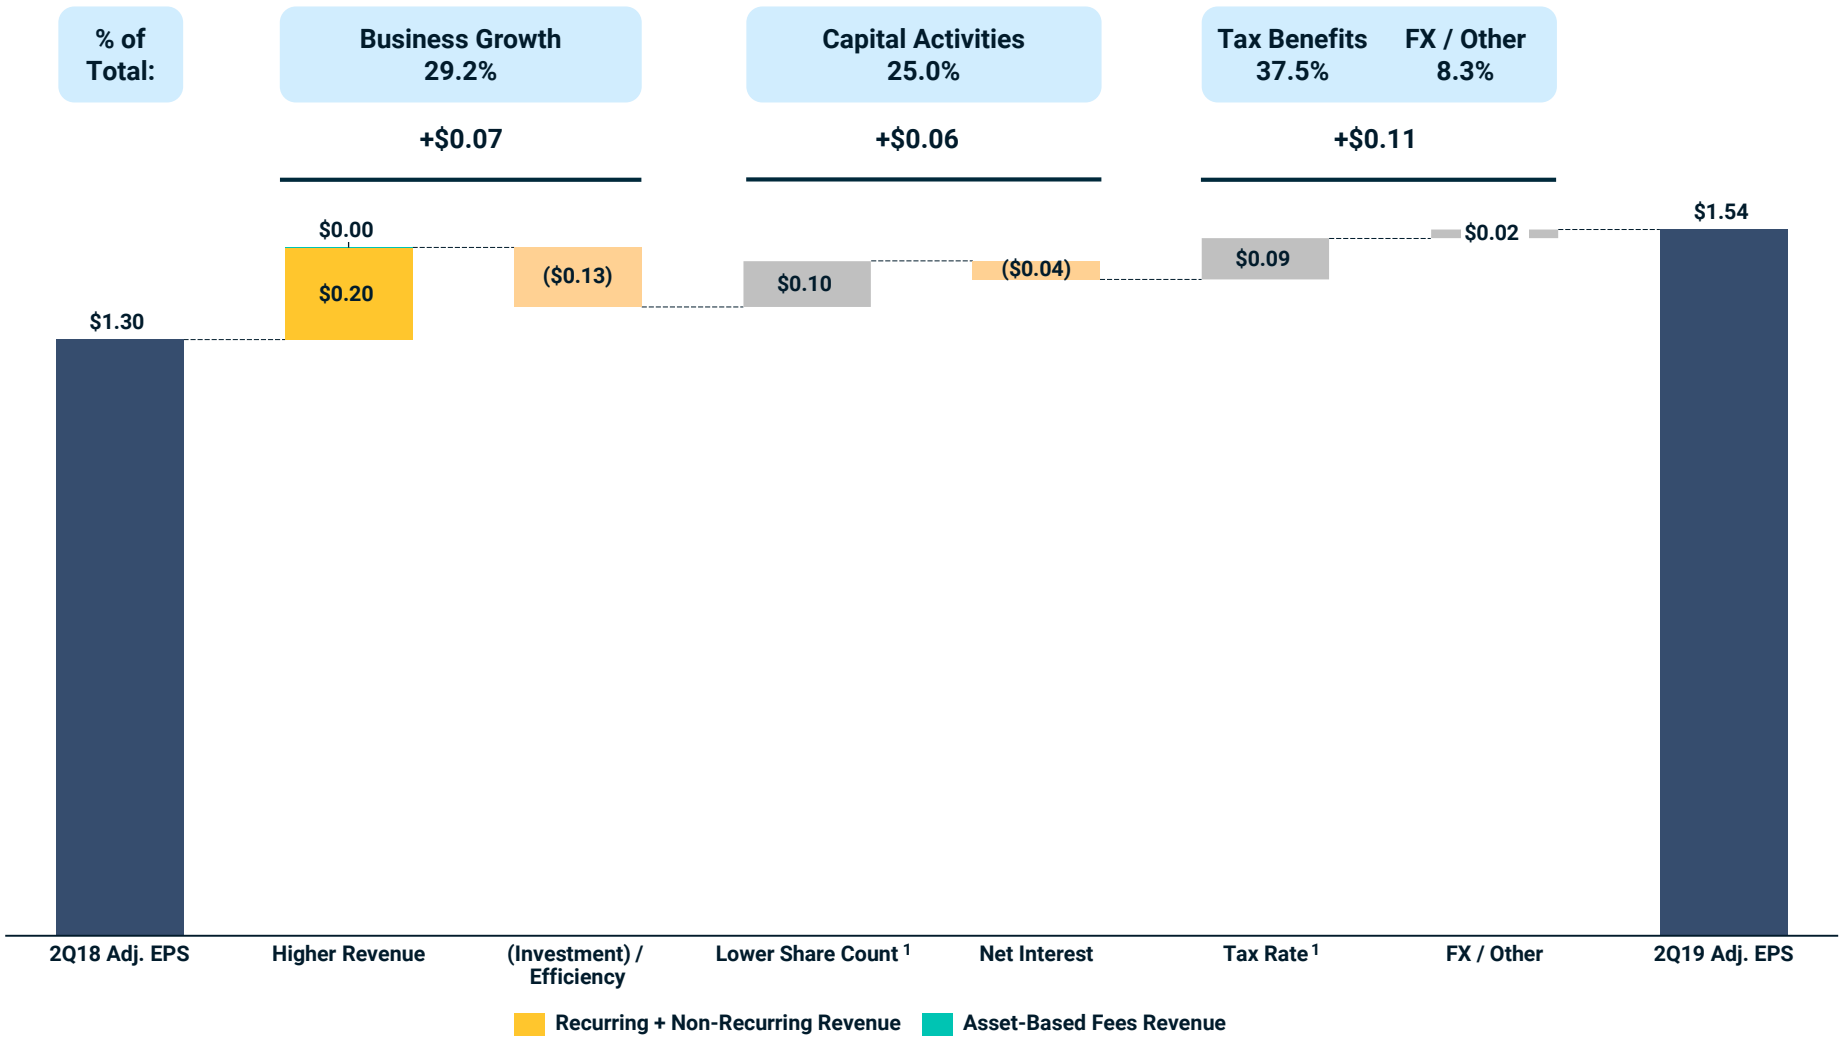 % of
Total:
Business Growth
29.2%
Capital Activities
25.0%
Tax Benefits
37.5%
FX / Other
8.3%
+$0.07
+$0.06
+$0.11
$1.30
$0.00
$0.20
($0.13)
$0.10
($0.04)
$0.09
$0.02
$1.54
2Q18 Adj. EPS
Higher Revenue
(Investment) /
Efficiency
Lower Share Count 1
Net Interest
Tax Rate 1
FX / Other
2Q19 Adj. EPS
Recurring + Non-Recurring Revenue
Asset-Based Fees Revenue